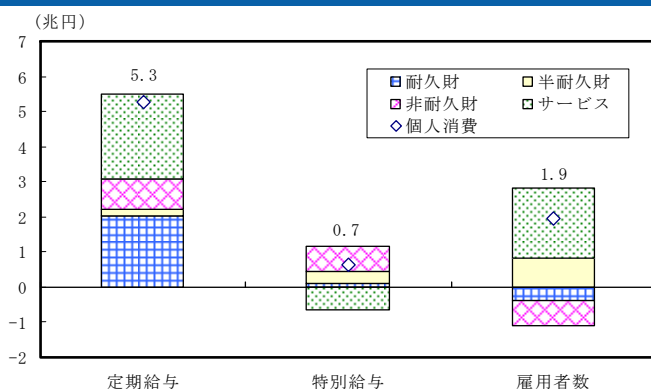 (兆円)
7
6
5
4
3
2
1
0
-1
-2
5.3
0.7
1.9
耐久財
半耐久財
非耐久財
サービス
個人消費
定期給与
特別給与
雇用者数